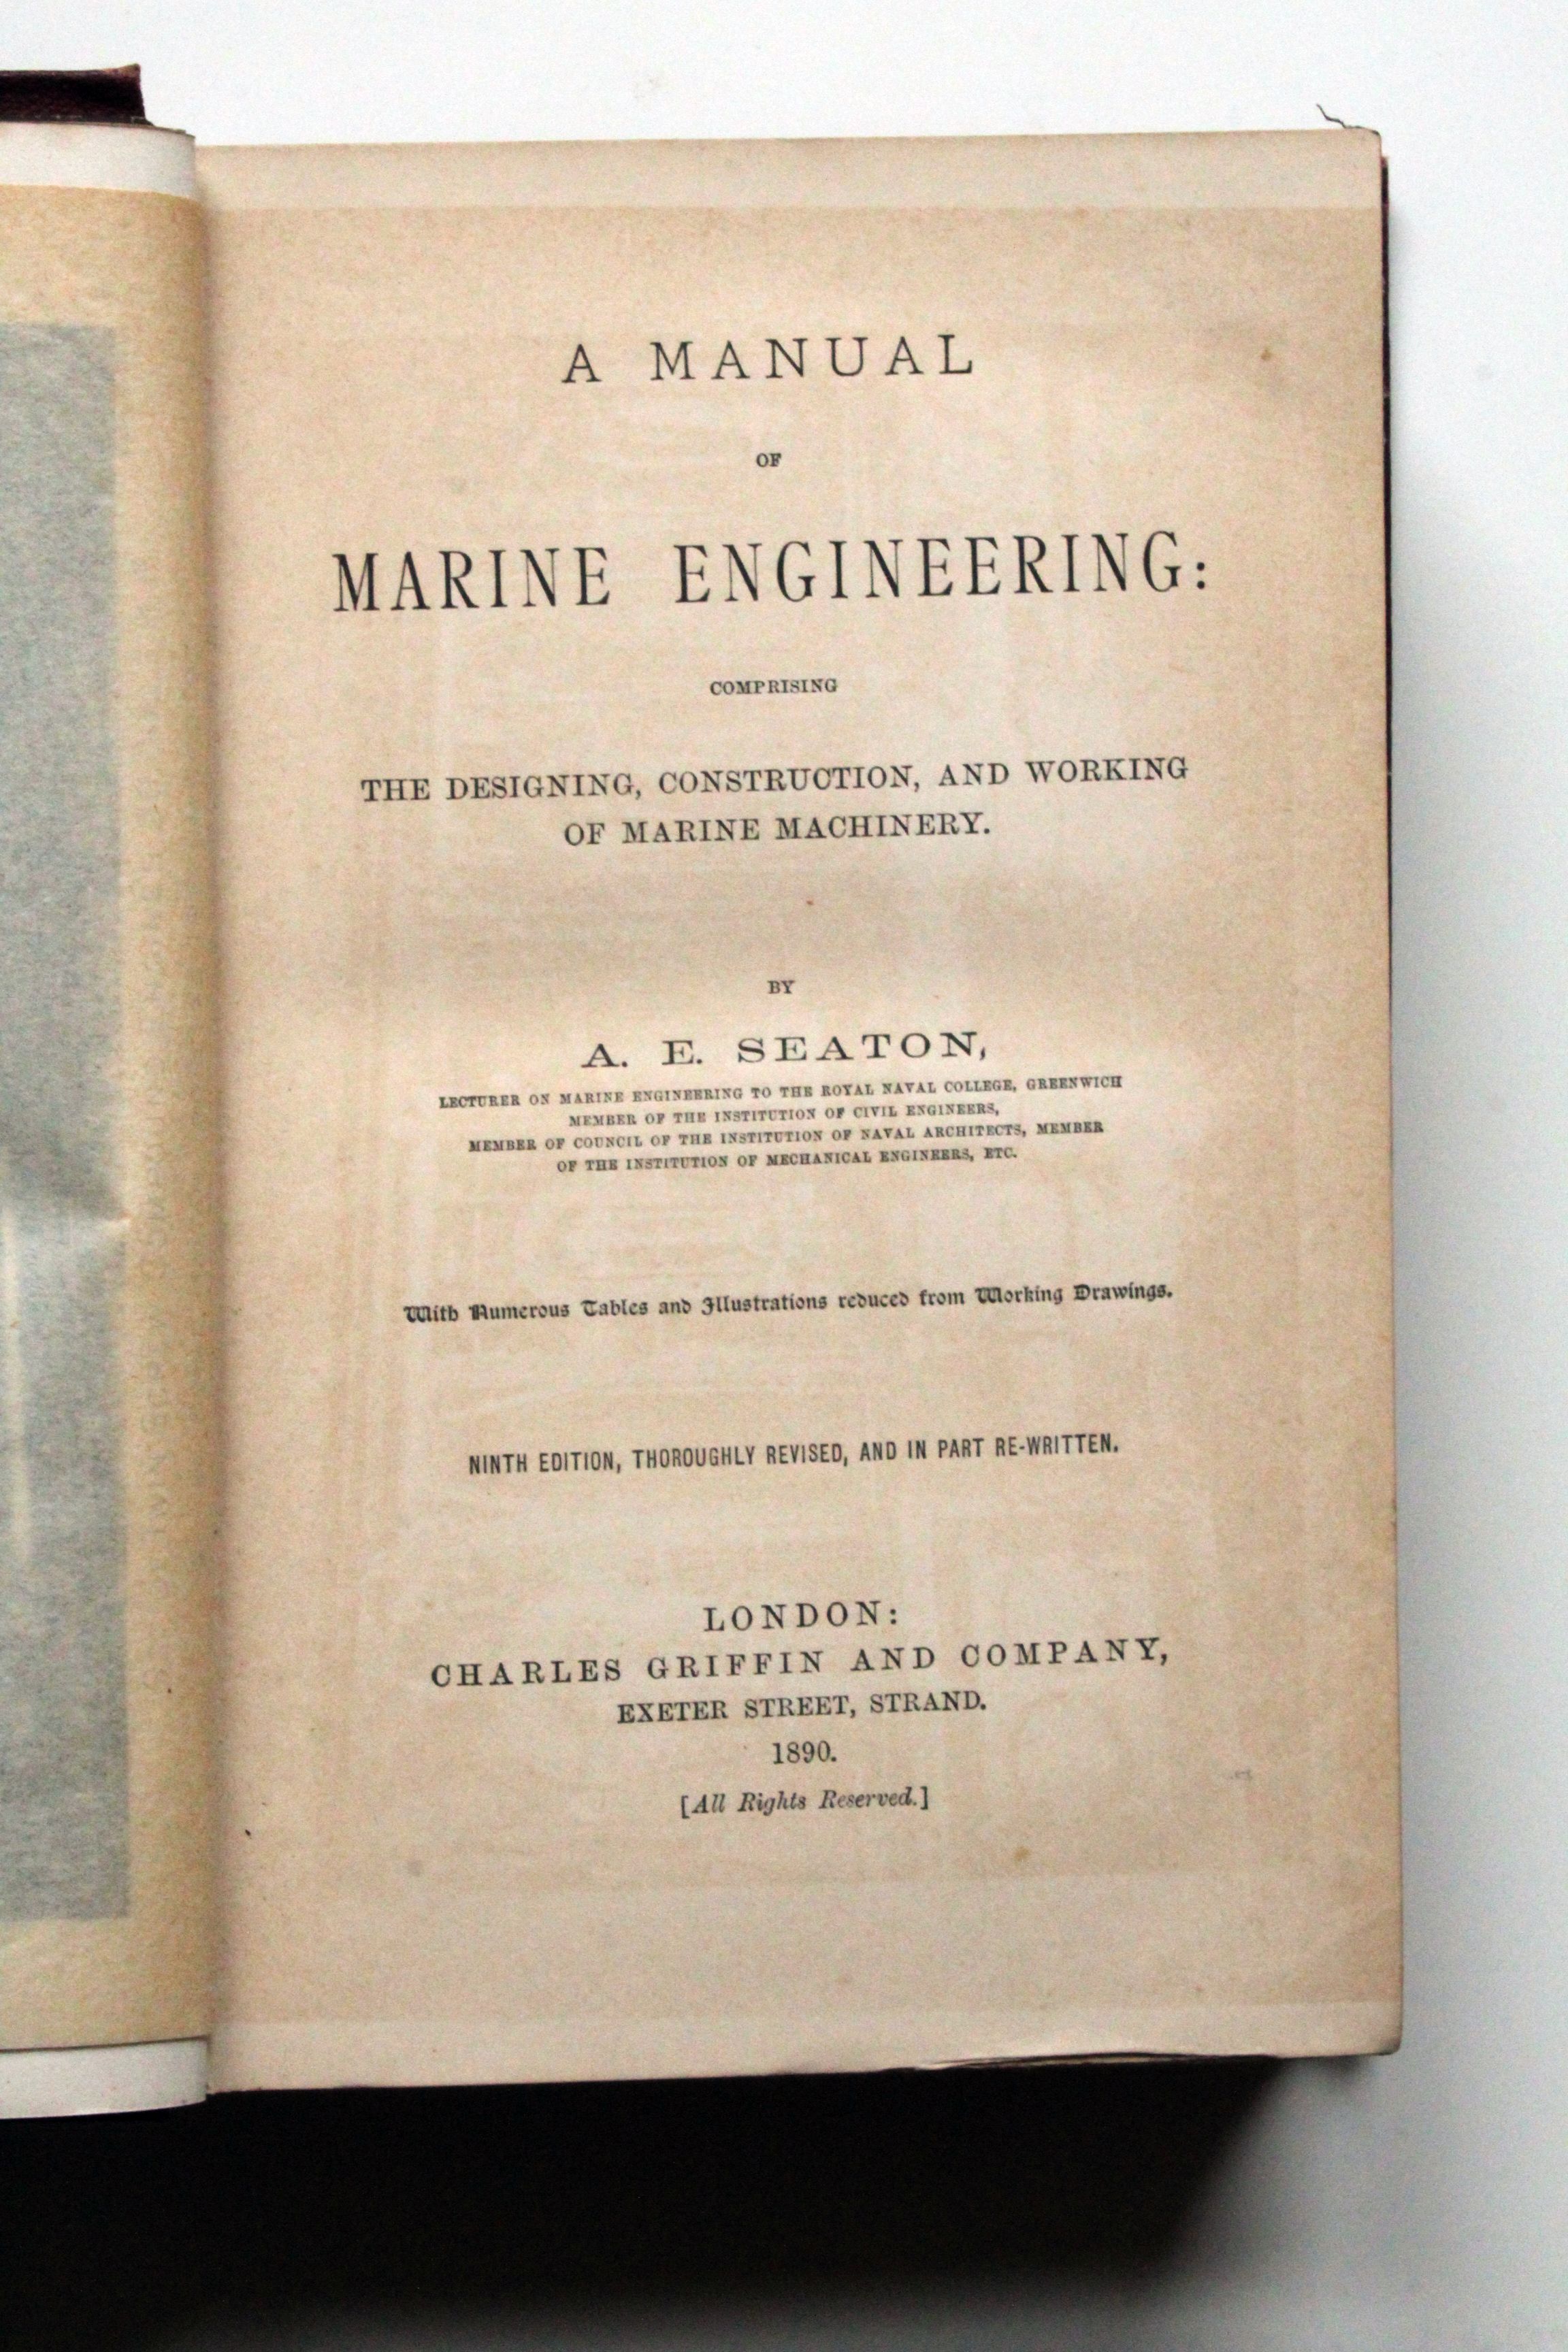 A MANUAL
OF
MARINE ENGINEERING:
COMPRISING
THE DESIGNING, CONSTRUCTION, AND WORKING
OF MARINE MACHINERY.
BY
A. E. SEATON,
LECTURER ON MARINE ENGINEERING TO THE ROYAL NAVAL COLLEGE, GREENWICH
MEMBER OF THE INSTITUTION OF CIVIL ENGINEERS,
MEMBER OF COUNCIL OF THE INSTITUTION OF NAVAL ARCHITECTS, MEMBER
OF THE INSTITUTION OF MECHANICAL ENGINEERS, ETC.
With Numerous Tables and Illustrations reduced from Working Drawings.
NINTH EDITION, THOROUGHLY REVISED, AND IN PART RE-WRITTEN.
LONDON:
CHARLES GRIFFIN AND COMPANY,
EXETER STREET, STRAND.
1890.
[All Rights Reserved.]